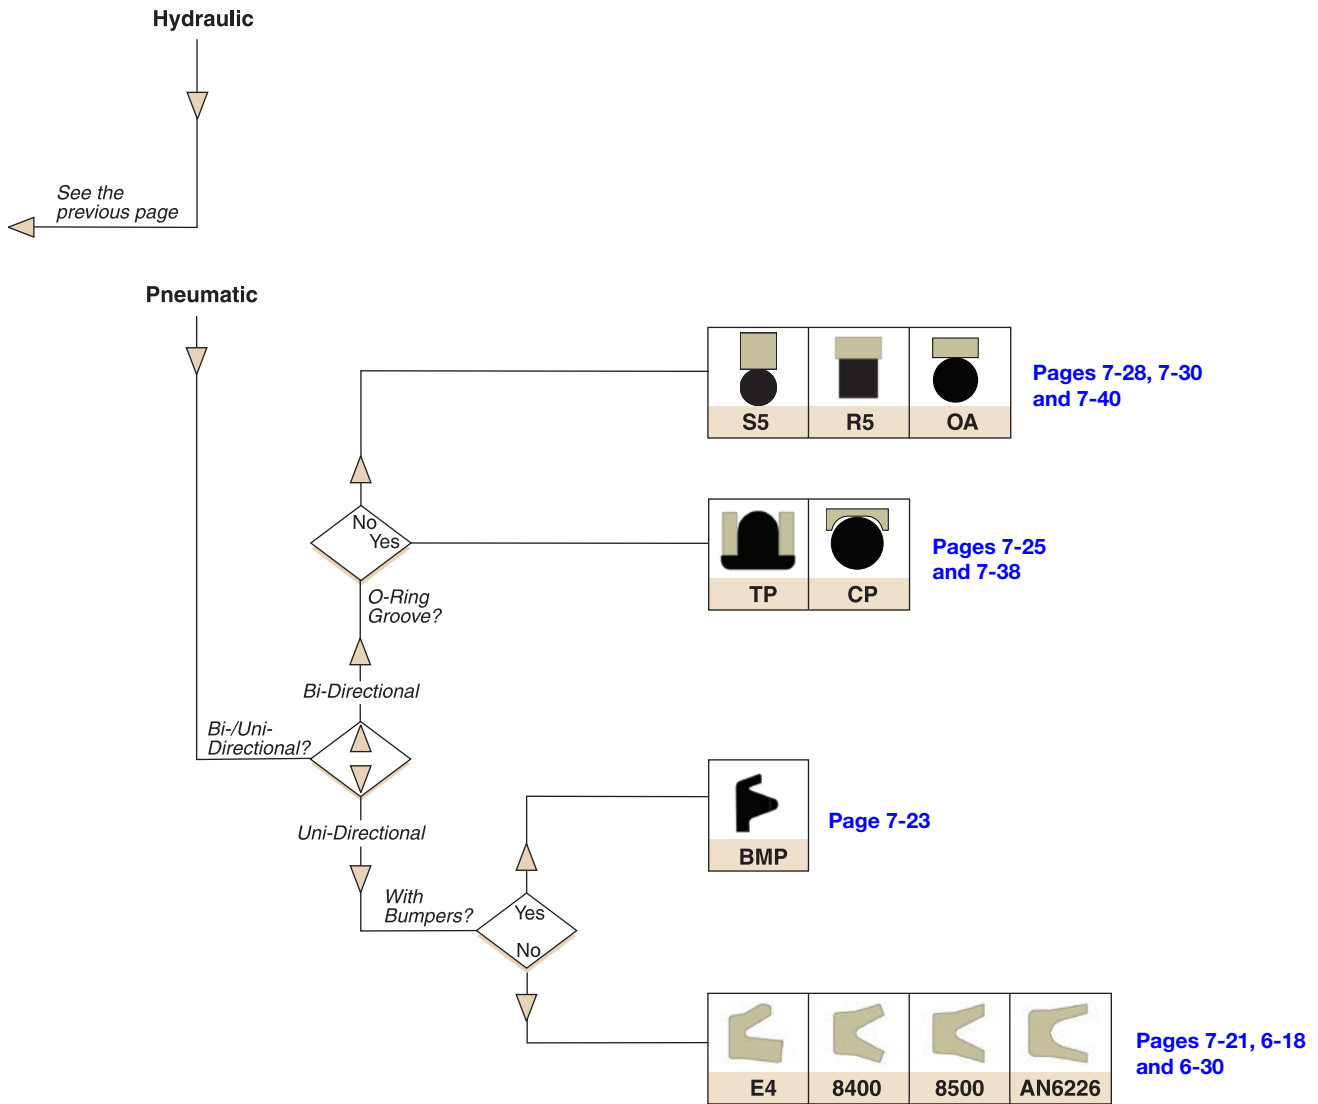 Hydraulic
See the
previous page
Pneumatic
S5
R5
OA
Pages 7-28, 7-30
and 7-40
No
Yes
TP
CP
Pages 7-25
and 7-38
O-Ring
Groove?
Bi-Directional
Bi-/Uni-
Directional?
Uni-Directional
BMP
Page 7-23
With
Bumpers?
Yes
No
E4
8400
8500
AN6226
Pages 7-21, 6-18
and 6-30